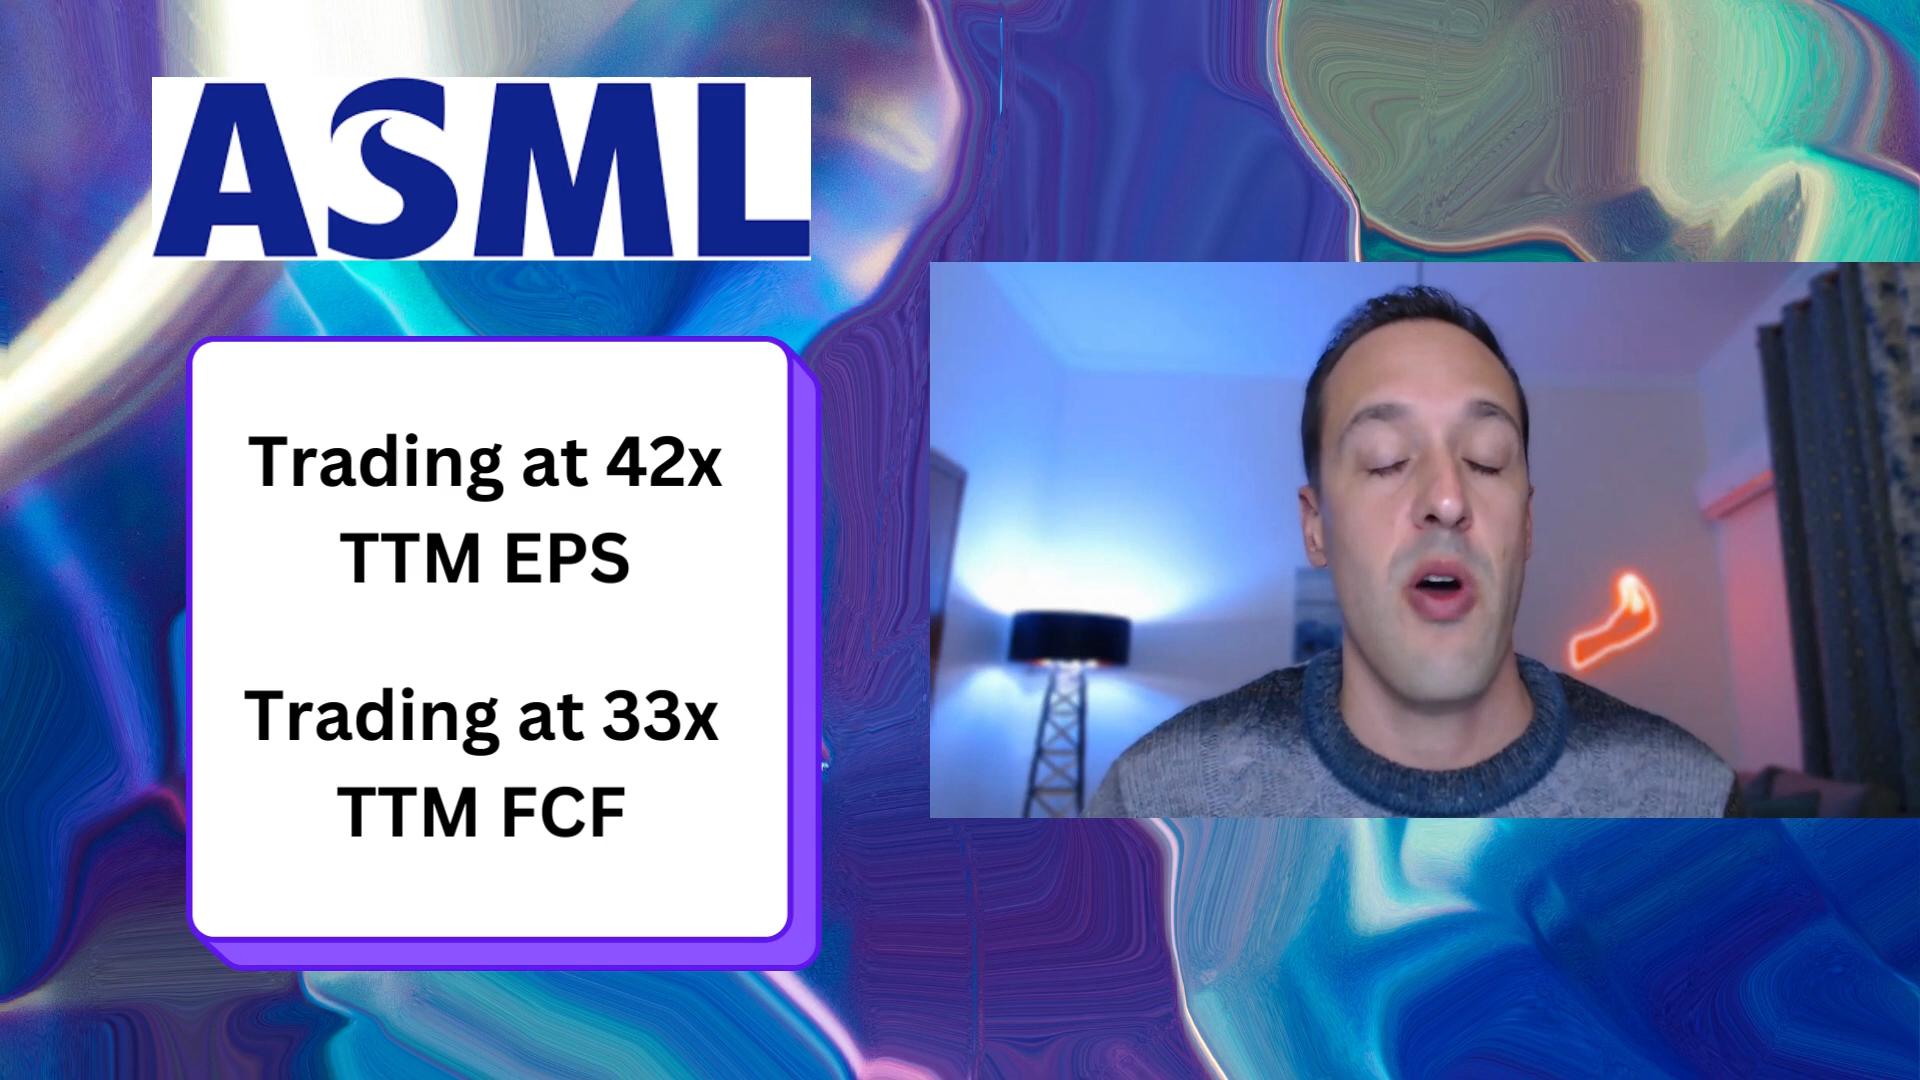 ASML
Trading at 42x
TTM EPS
Trading at 33x
TTM FCF